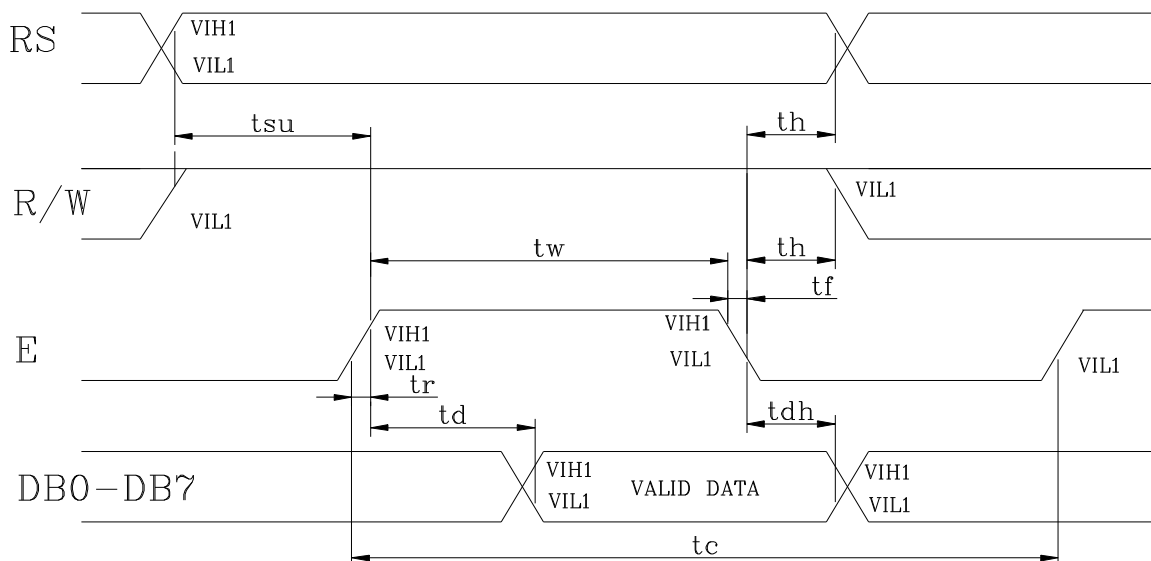 RS
VIH1
VIL1
tsu
th
R/W
VIL1
VIL1
tw
th
tf
E
VIH1
VIL1
VIH1
VIL1
VIL1
tr
td
tdh
DB0-DB7
VIH1
VIL1
VALID DATA
VIH1
VIL1
tc